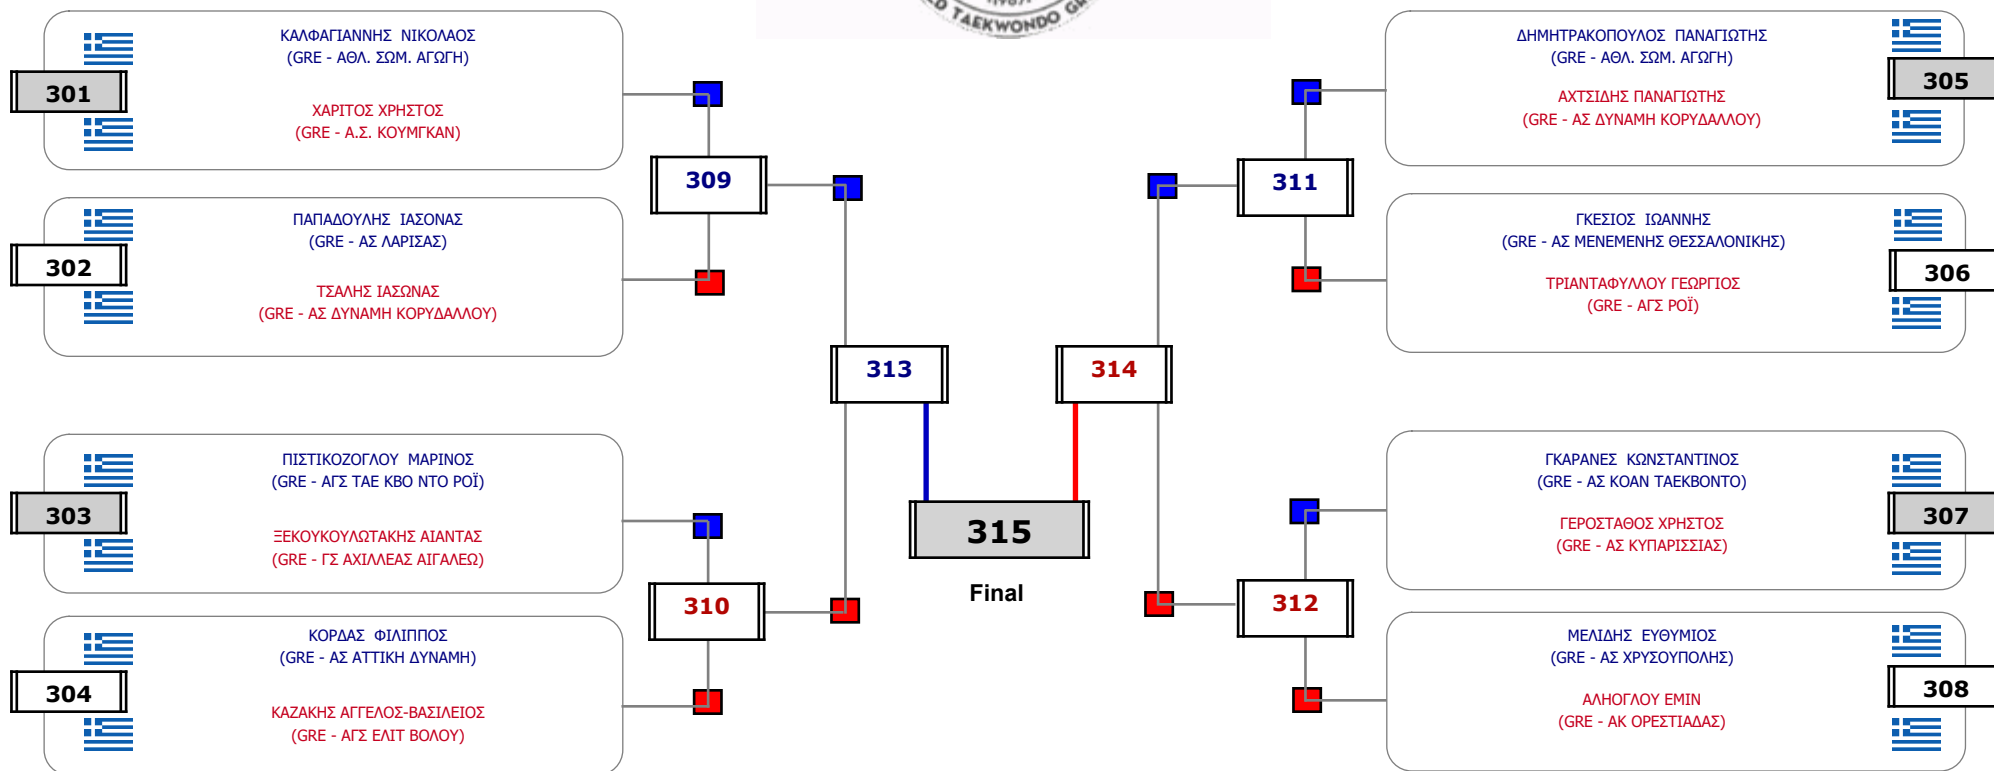 TAEKWONDO
ΚΑΛΦΑΓΙΑΝΝΗΣ ΝΙΚΟΛΑΟΣ
(GRE - ΑΘΛ. ΣΩΜ. ΑΓΩΓΗ)
301
ΧΑΡΙΤΟΣ ΧΡΗΣΤΟΣ
(GRE - Α.Σ. ΚΟΥΜΓΚΑΝ)
ΠΑΠΑΔΟΥΛΗΣ ΙΑΣΟΝΑΣ
(GRE - ΑΣ ΛΑΡΙΣΑΣ)
302
ΤΣΑΛΗΣ ΙΑΣΩΝΑΣ
(GRE - ΑΣ ΔΥΝΑΜΗ ΚΟΡΥΔΑΛΛΟΥ)
309
313
ΠΙΣΤΙΚΟΖΟΓΛΟΥ ΜΑΡΙΝΟΣ
(GRE - ΑΓΣ ΤΑΕ ΚΒΟ ΝΤΟ ΡΟΪ)
303
ΞΕΚΟΥΚΟΥΛΩΤΑΚΗΣ ΑΙΑΝΤΑΣ
(GRE - ΓΣ ΑΧΙΛΛΕΑΣ ΑΙΓΑΛΕΩ)
310
ΚΟΡΔΑΣ ΦΙΛΙΠΠΟΣ
(GRE - ΑΣ ΑΤΤΙΚΗ ΔΥΝΑΜΗ)
304
ΚΑΖΑΚΗΣ ΑΓΓΕΛΟΣ-ΒΑΣΙΛΕΙΟΣ
(GRE - ΑΓΣ ΕΛΙΤ ΒΟΛΟΥ)
315
Final
ΔΗΜΗΤΡΑΚΟΠΟΥΛΟΣ ΠΑΝΑΓΙΩΤΗΣ
(GRE - ΑΘΛ. ΣΩΜ. ΑΓΩΓΗ)
305
ΑΧΤΣΙΔΗΣ ΠΑΝΑΓΙΩΤΗΣ
(GRE - ΑΣ ΔΥΝΑΜΗ ΚΟΡΥΔΑΛΛΟΥ)
311
ΓΚΕΣΙΟΣ ΙΩΑΝΝΗΣ
(GRE - ΑΣ ΜΕΝΕΜΕΝΗΣ ΘΕΣΣΑΛΟΝΙΚΗΣ)
306
ΤΡΙΑΝΤΑΦΥΛΛΟΥ ΓΕΩΡΓΙΟΣ
(GRE - ΑΓΣ ΡΟΪ)
314
ΓΚΑΡΑΝΕΣ ΚΩΝΣΤΑΝΤΙΝΟΣ
(GRE - ΑΣ ΚΟΑΝ ΤΑΕΚΒΟΝΤΟ)
307
ΓΕΡΟΣΤΑΘΟΣ ΧΡΗΣΤΟΣ
(GRE - ΑΣ ΚΥΠΑΡΙΣΣΙΑΣ)
312
ΜΕΛΙΔΗΣ ΕΥΘΥΜΙΟΣ
(GRE - ΑΣ ΧΡΥΣΟΥΠΟΛΗΣ)
308
ΑΛΗΟΓΛΟΥ ΕΜΙΝ
(GRE - ΑΚ ΟΡΕΣΤΙΑΔΑΣ)